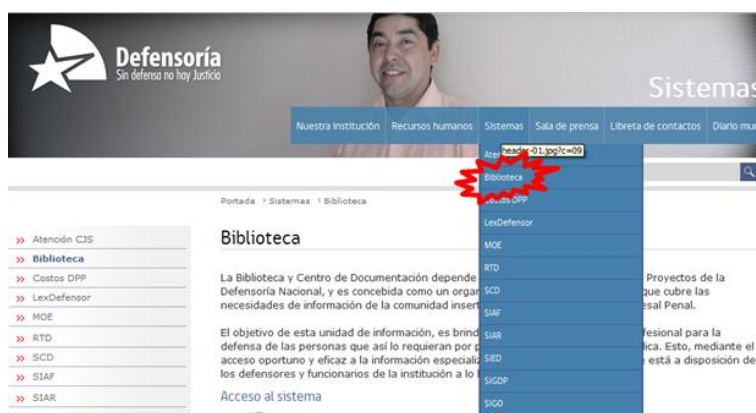 Defensoría
Sin defensa no hay Justicia
Sistemas
Nuestra Institución Recursos humanos Sistemas Sala de prensa Libreta de contactos Diario mur
Aten
header-01.jpg?c=09
Biblioteca
Costos DPP
LexDefensor
MOE
RTD
SCD
SIAF
SIAR
SIED
SIGDP
SIGO
Portada > Sistemas > Biblioteca
» Atención CJS
» Biblioteca
» Costos DPP
» LexDefensor
» MOE
» RTD
» SCD
» SIAF
» SIAR
Biblioteca
La Biblioteca y Centro de Documentación depende Proyectos de la
Defensoría Nacional, y es concebida como un organ que cubre las
necesidades de información de la comunidad insert esal Penal.
El objetivo de esta unidad de información, es brind fesional para la
defensa de las personas que así lo requieran por p lica. Esto, mediante el
acceso oportuno y eficaz a la información especializ está a disposición de
los defensores y funcionarios de la institución a lo l
Acceso al sistema